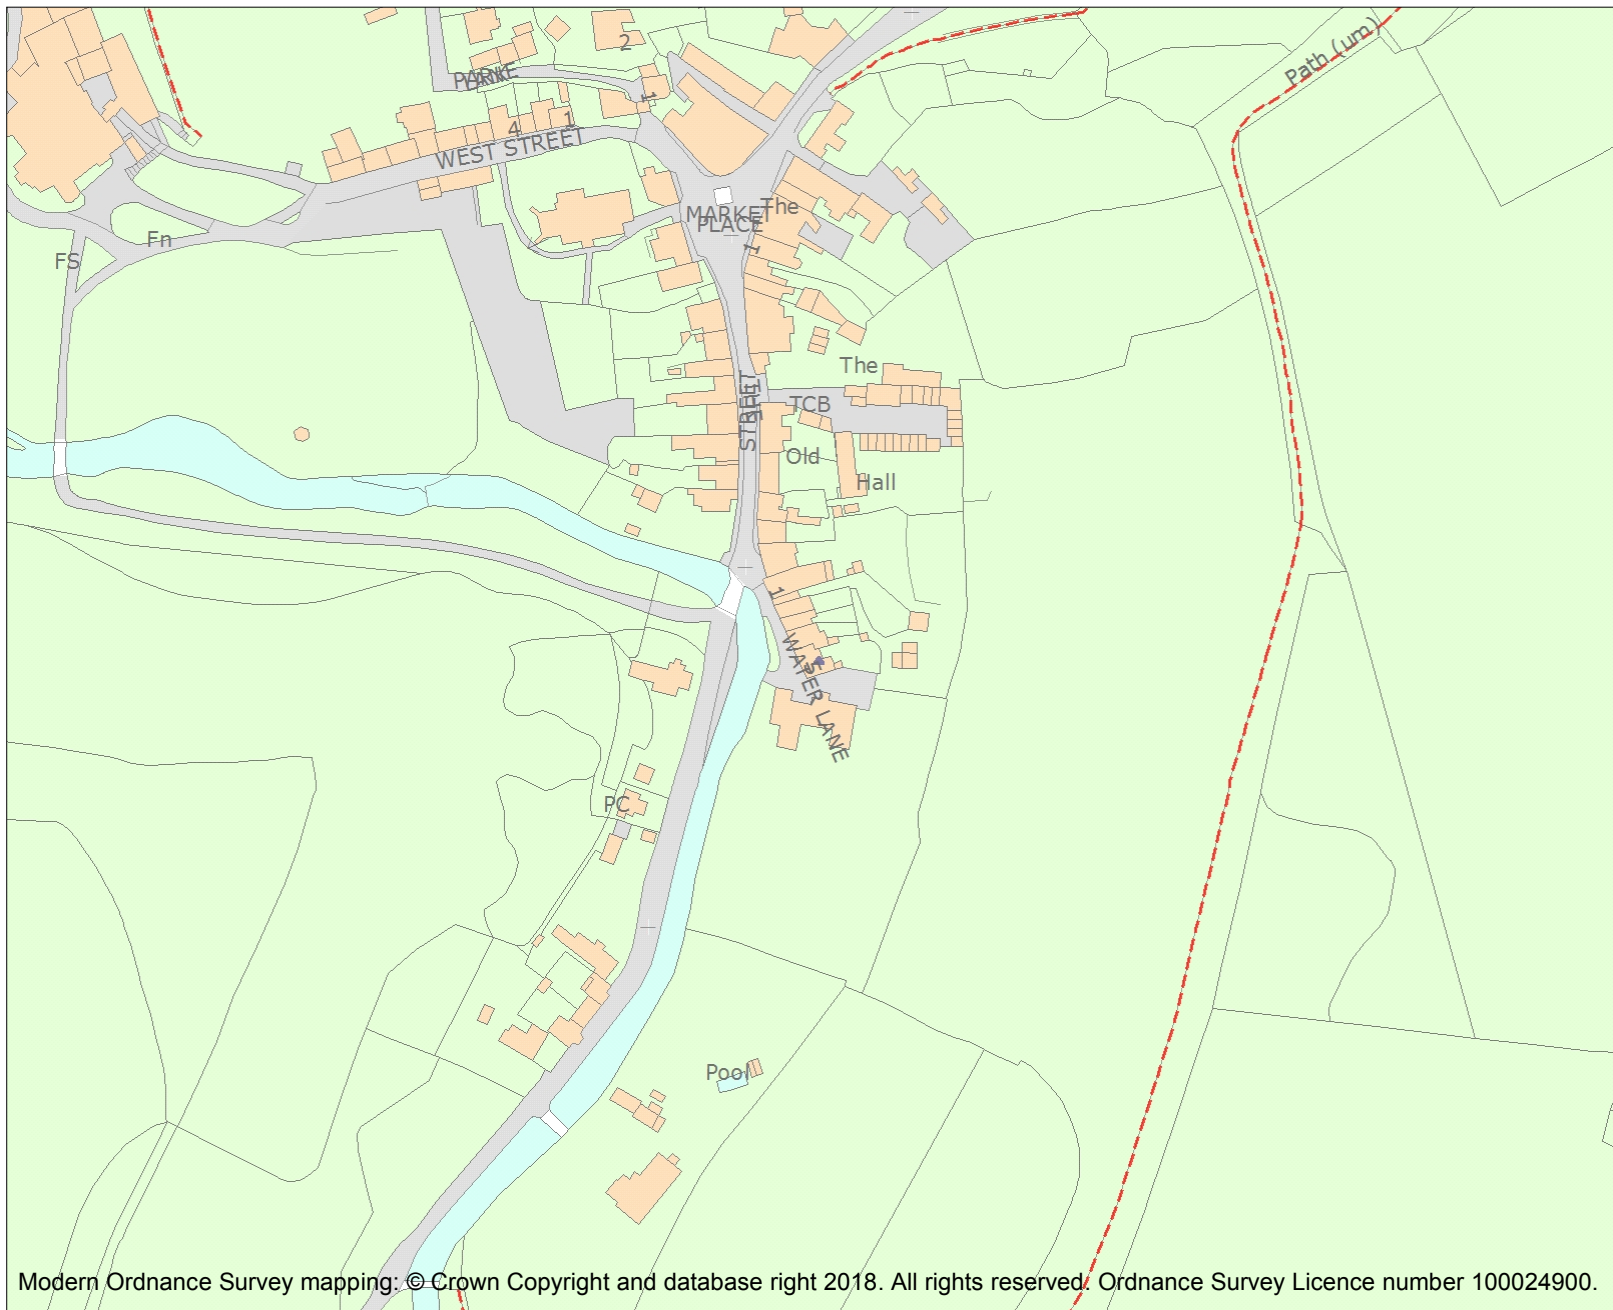 2
Path (um)
PARKE
LANE
1
4
1
WEST STREET
MARKET
PLACE
The
1
Fn
FS
The
STREET
THE
TCB
Old
Hall
1
WATER LANE
5
PC
Pool
Modern Ordnance Survey mapping: © Crown Copyright and database right 2018. All rights reserved. Ordnance Survey Licence number 100024900.